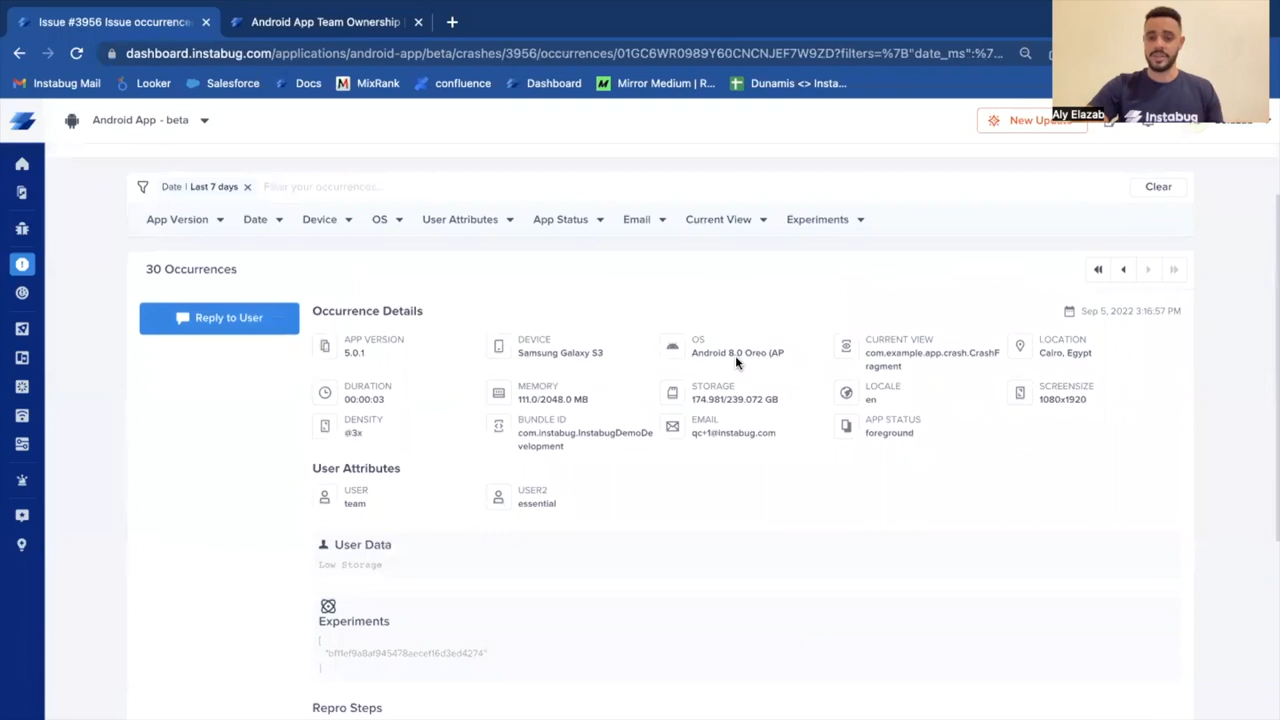 Issue #3956 Issue occurrence
Android App Team Ownership
dashboard.instabug.com/applications/android-app/beta/crashes/3956/occurrences/01GC6WR0989Y60CNCNJEF7W9ZD?filters=%7B"date_ms":%7...
Instabug Mail
Looker
Salesforce
Docs
MixRank
confluence
Dashboard
Mirror Medium | R...
Dunamis <> Insta...
Aly Elazab
Instabug
Android App - beta
Date | Last 7 days
Filter your occurrences...
Clear
App Version
Date
Device
OS
User Attributes
App Status
Email
Current View
Experiments
30 Occurrences
Reply to User
Occurrence Details
Sep 5, 2022 3:16:57 PM
APP VERSION
5.0.1
DEVICE
Samsung Galaxy S3
OS
Android 8.0 Oreo (AP
CURRENT VIEW
com.example.app.crash.CrashF
ragment
LOCATION
Cairo, Egypt
DURATION
00:00:03
MEMORY
111.0/2048.0 MB
STORAGE
174.981/239.072 GB
LOCALE
en
SCREENSIZE
1080x1920
DENSITY
@3x
BUNDLE ID
com.instabug.InstabugDemoDe
velopment
EMAIL
qc+1@instabug.com
APP STATUS
foreground
User Attributes
USER
team
USER2
essential
User Data
Low Storage
Experiments
[
]
Repro Steps